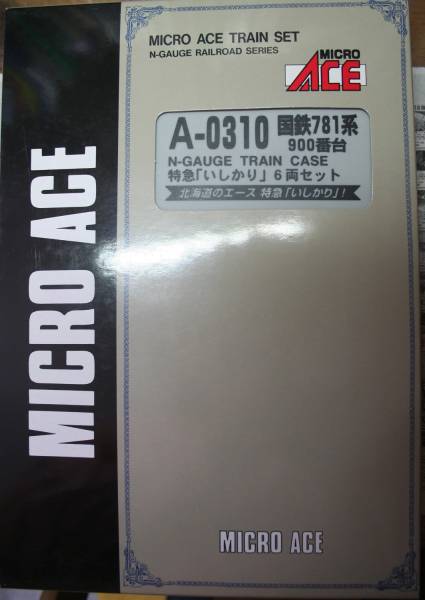 MICRO ACE TRAIN SET
N-GAUGE RAILROAD SERIES
MICRO
ACE
A-0310 国鉄781系
900番台
N-GAUGE TRAIN CASE
特急「いしかり」6両セット
北海道のエース 特急「いしかり」!
MICRO ACE
MICRO ACE